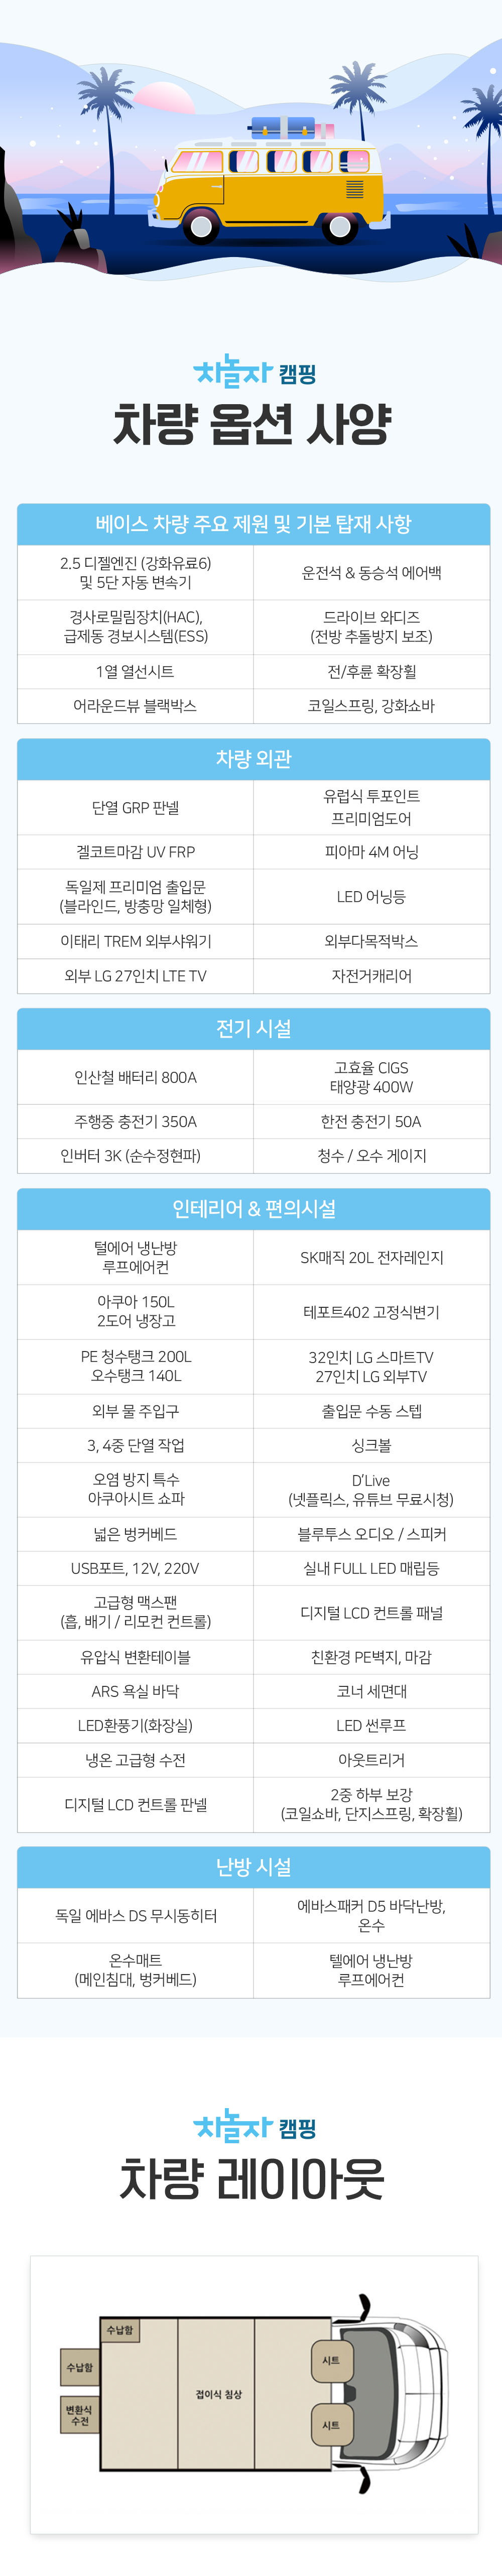 차놀자 캠핑
차량 옵션 사양
베이스 차량 주요 제원 및 기본 탑재 사항
2.5 디젤엔진 (강화유료6)
및 5단 자동 변속기
운전석 & 동승석 에어백
경사로밀림장치(HAC),
급제동 경보시스템(ESS)
드라이브 와디즈
(전방 추돌방지 보조)
1열 열선시트
전/후륜 확장휠
어라운드뷰 블랙박스
코일스프링, 강화쇼바
차량 외관
단열 GRP 판넬
유럽식 투포인트
프리미엄도어
겔코트마감 UV FRP
피아마 4M 어닝
독일제 프리미엄 출입문
(블라인드, 방충망 일체형)
LED 어닝등
이태리 TREM 외부샤워기
외부다목적박스
외부 LG 27인치 LTE TV
자전거캐리어
전기 시설
인산철 배터리 800A
고효율 CIGS
태양광 400W
주행중 충전기 350A
한전 충전기 50A
인버터 3K (순수정현파)
청수 / 오수 게이지
인테리어 & 편의시설
털에어 냉난방
루프에어컨
SK매직 20L 전자레인지
아쿠아 150L
2도어 냉장고
테포트402 고정식변기
PE 청수탱크 200L
오수탱크 140L
32인치 LG 스마트TV
27인치 LG 외부TV
외부 물 주입구
출입문 수동 스텝
3, 4중 단열 작업
싱크볼
오염 방지 특수
아쿠아시트 쇼파
D'Live
(넷플릭스, 유튜브 무료시청)
넓은 벙커베드
블루투스 오디오 / 스피커
USB포트, 12V, 220V
실내 FULL LED 매립등
고급형 맥스팬
(흡, 배기 / 리모컨 컨트롤)
디지털 LCD 컨트롤 패널
유압식 변환테이블
친환경 PE벽지, 마감
ARS 욕실 바닥
코너 세면대
LED환풍기(화장실)
LED 썬루프
냉온 고급형 수전
아웃트리거
디지털 LCD 컨트롤 판넬
2중 하부 보강
(코일쇼바, 단지스프링, 확장휠)
난방 시설
독일 에바스 DS 무시동히터
에바스패커 D5 바닥난방,
온수
온수매트
(메인침대, 벙커베드)
텔에어 냉난방
루프에어컨
차놀자 캠핑
차량 레이아웃
수납함
수납함
변환식
수전
접이식 침상
시트
시트